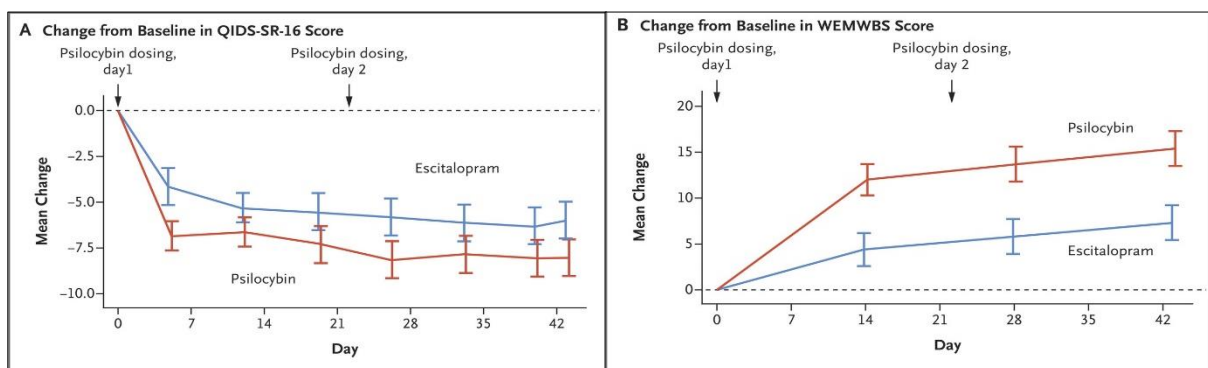 A Change from Baseline in QIDS-SR-16 Score
Psilocybin dosing,
day1
Psilocybin dosing,
day 2
0.0
−2.5
−5.0
−7.5
−10.0
Mean Change
Escitalopram
Psilocybin
0 7 14 21 28 35 42
Day
B Change from Baseline in WEMWBS Score
Psilocybin dosing,
day1
Psilocybin dosing,
day 2
20
15
10
5
0
Mean Change
Psilocybin
Escitalopram
0 7 14 21 28 35 42
Day